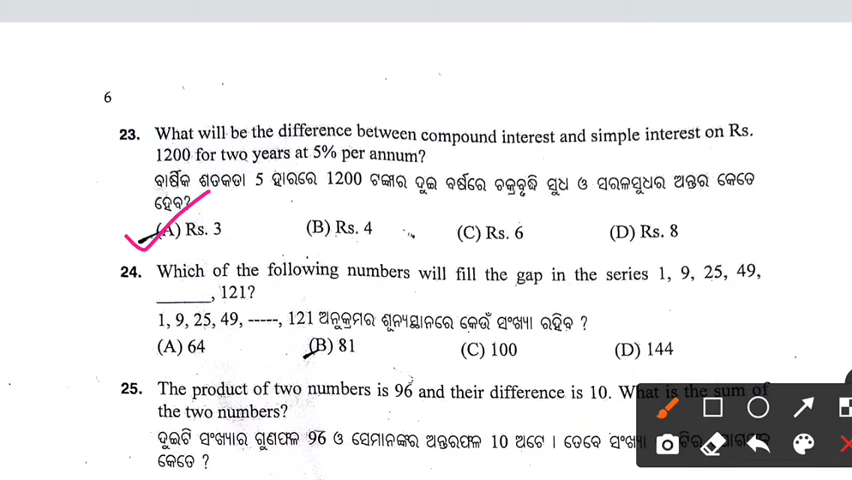 6
23. What will be the difference between compound interest and simple interest on Rs.
1200 for two years at 5% per annum?
ବାର୍ଷିକ ଶତକଡା 5 ହାରରେ 1200 ଟଙ୍କାର ଦୁଇ ବର୍ଷରେ ଚକ୍ରବୃଦ୍ଧି ସୁଧ ଓ ସରଳସୁଧର ଅନ୍ତର କେତେ
ହେବ?
(A) Rs. 3 (B) Rs. 4 (C) Rs. 6 (D) Rs. 8
24. Which of the following numbers will fill the gap in the series 1, 9, 25, 49,
______, 121?
1, 9, 25, 49, -----, 121 ଅନୁକ୍ରମର ଶୂନ୍ୟସ୍ଥାନରେ କେଉଁ ସଂଖ୍ୟା ରହିବ ?
(A) 64 (B) 81 (C) 100 (D) 144
25. The product of two numbers is 96 and their difference is 10. What is the sum of
the two numbers?
ଦୁଇଟି ସଂଖ୍ୟାର ଗୁଣଫଳ 96 ଓ ସେମାନଙ୍କର ଅନ୍ତରଫଳ 10 ଅଟେ । ତେବେ
କେତେ ?